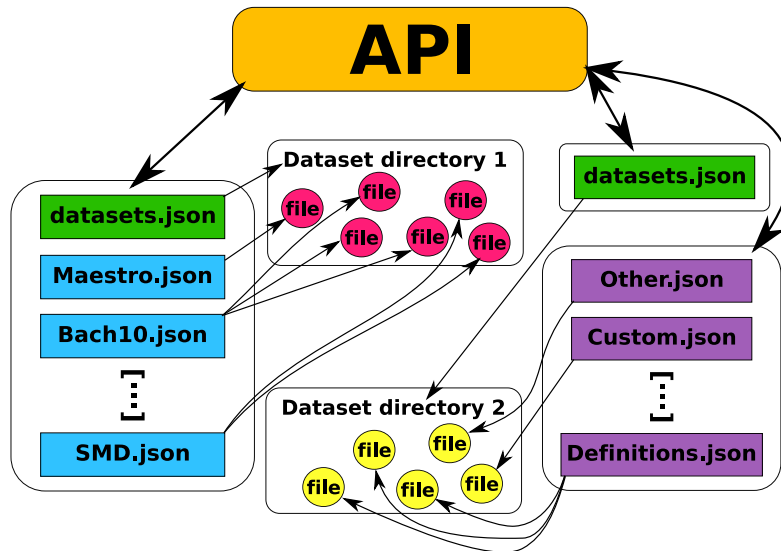 API
Dataset directory 1
file
file
file
file
file
file
datasets.json
Maestro.json
Bach10.json
[...]
SMD.json
datasets.json
Other.json
Custom.json
[...]
Definitions.json
Dataset directory 2
file
file
file
file
file